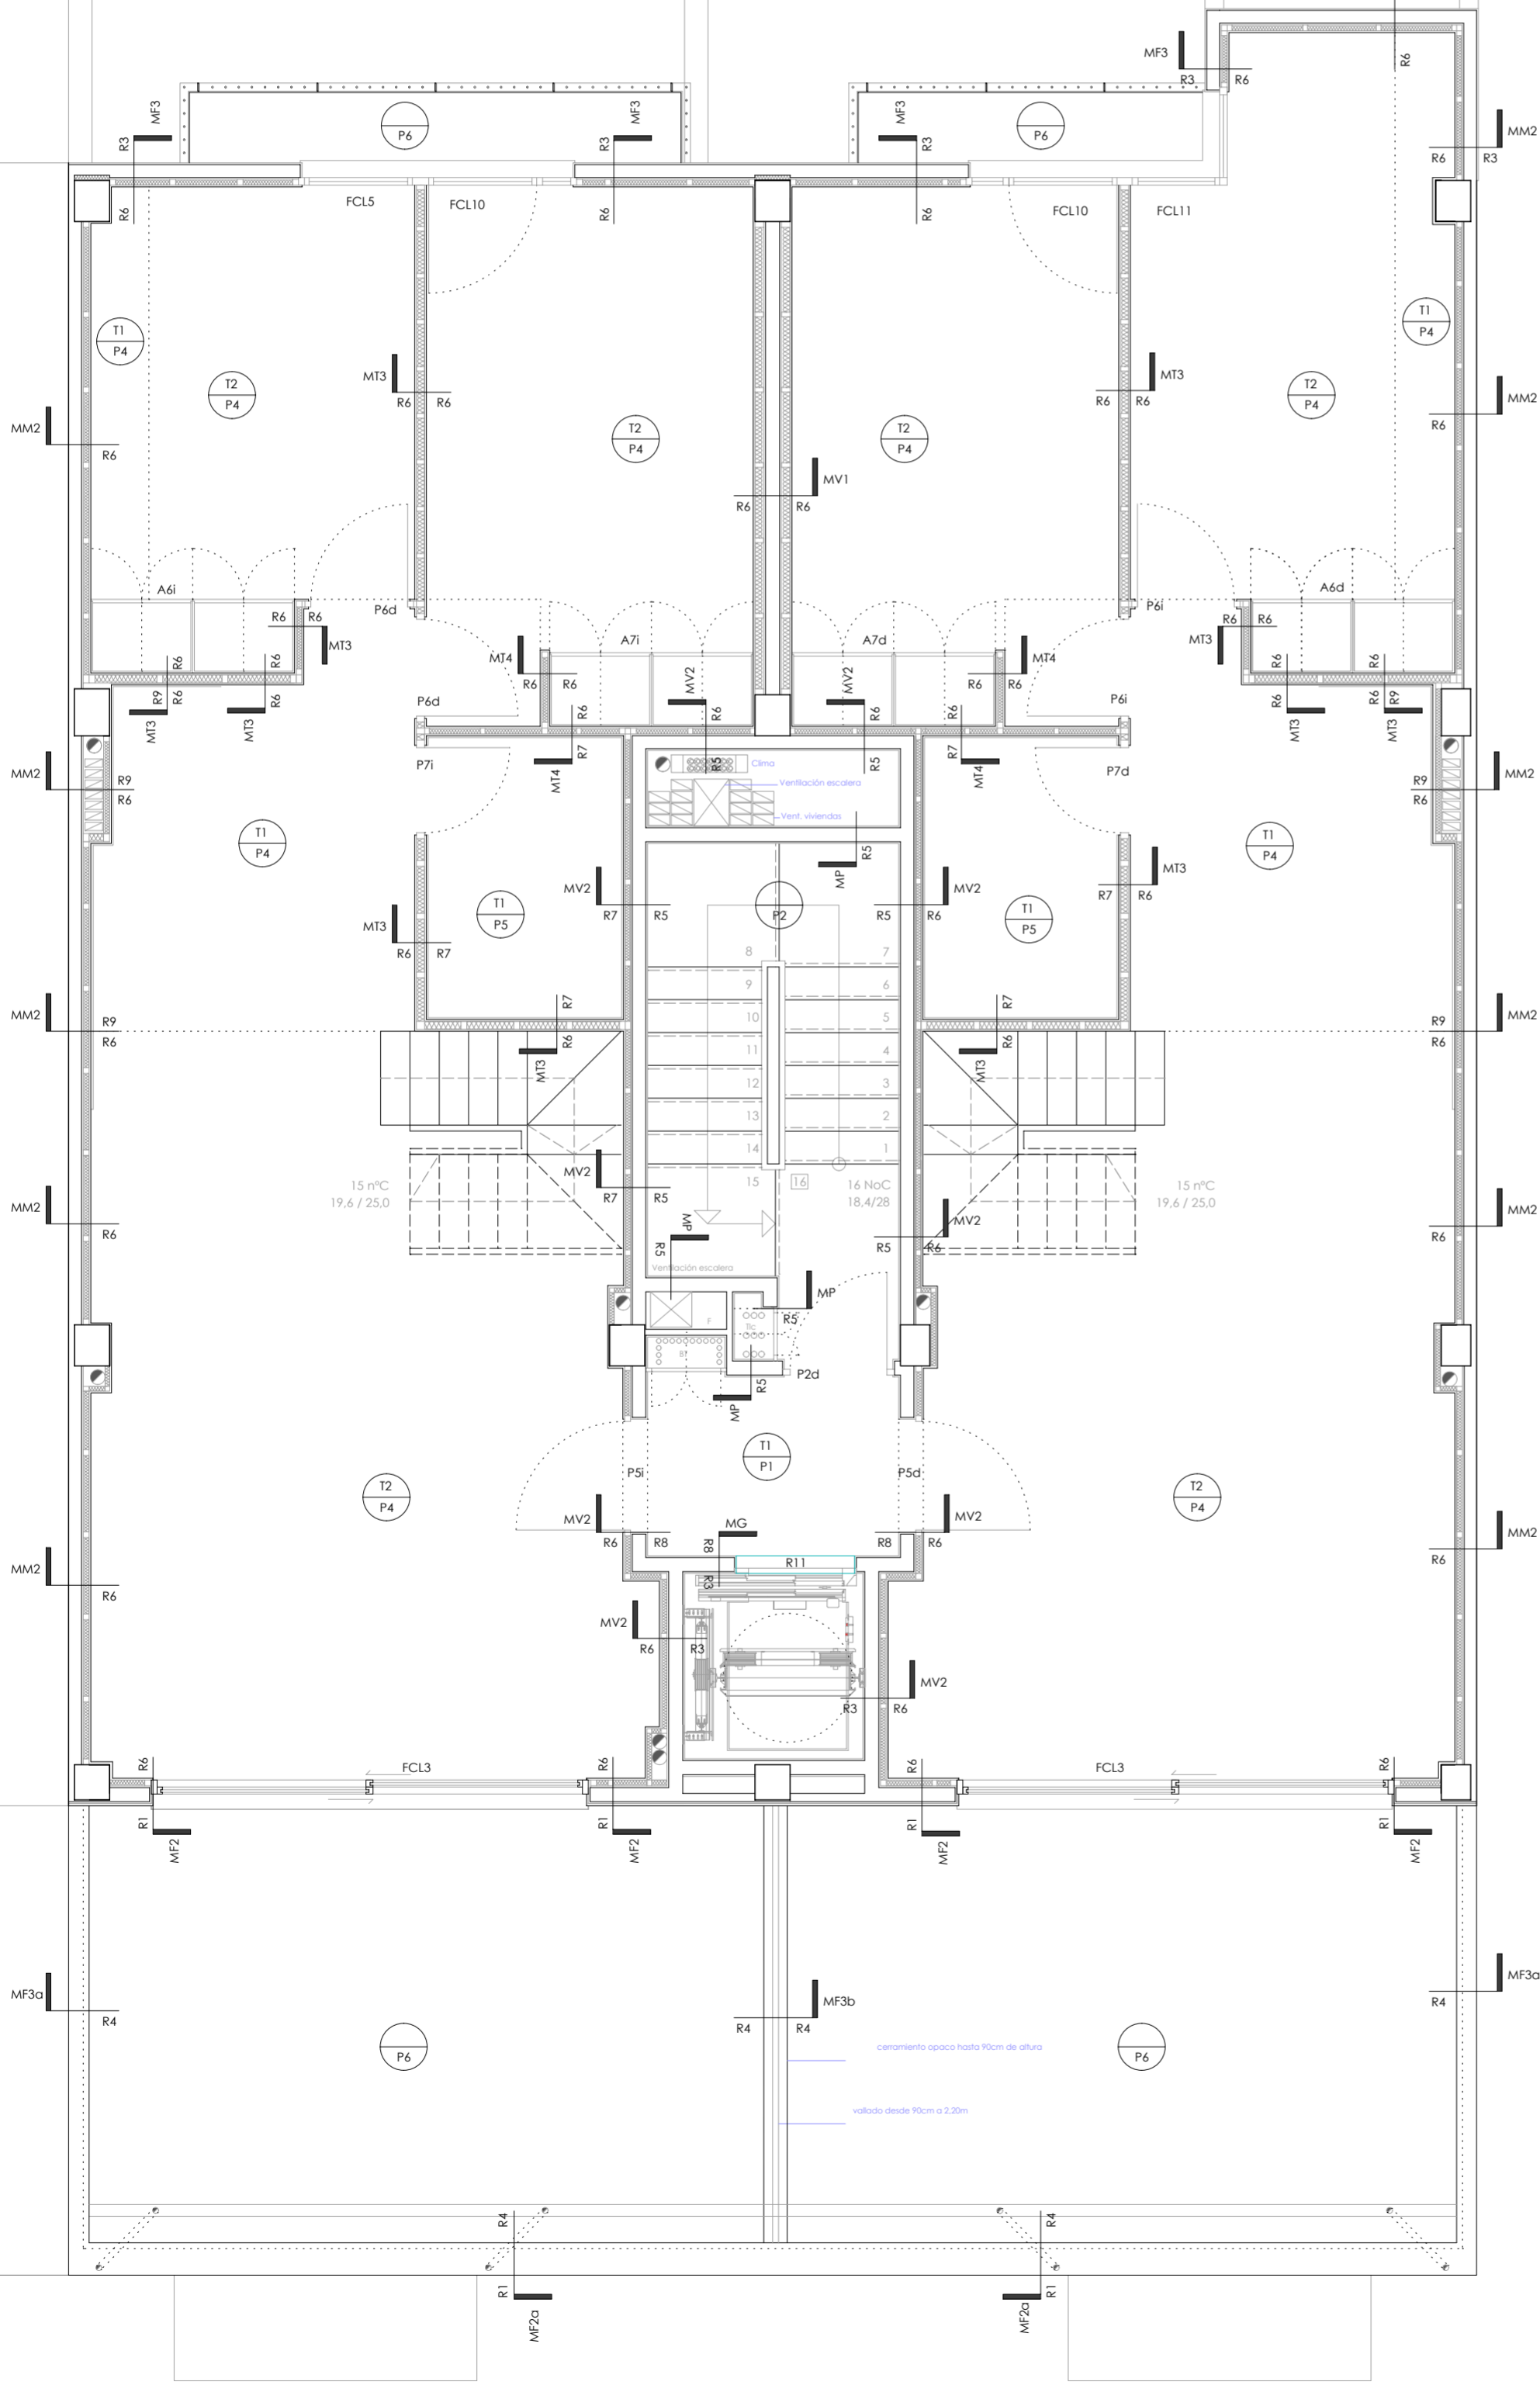 R6
MF3
R3
R6
MF3
R3
MF3
R3
MF3
R3
P6
P6
MM2
R6
R3
R6
R6
R6
FCL5
FCL10
FCL10
FCL11
T1
P4
T1
P4
T2
P4
MT3
R6
R6
MT3
R6
R6
T2
P4
MM2
R6
MM2
R6
T2
P4
T2
P4
MV1
R6
R6
A6i
P6d
P6i
A6d
R6
R6
MT3
A7i
A7d
R6
R6
MT3
MT4
R6
R6
MT4
R6
R6
R6
R9
R6
MT3
R6
R6
MT3
MV2
R6
R5
MV2
R6
R5
R6
R6
MT3
R6
R6
R9
MT3
P6d
P6i
R6
R7
MT4
R6
R7
MT4
P7i
P7d
MM2
R9
R6
Clima
Ventilación escalera
Vent. viviendas
MM2
R9
R6
T1
P4
T1
P4
R5
MP
MT3
R7
R6
MV2
R7
R5
P2
MV2
R5
R6
T1
P5
T1
P5
MT3
R6
R7
8
7
9
6
10
5
11
4
12
3
13
2
14
1
15
16
R7
R6
MT3
R7
R6
MT3
MM2
R9
R6
MM2
R9
R6
MV2
R7
R5
15 nºC
19,6 / 25,0
16 NoC
18,4/28
15 nºC
19,6 / 25,0
MM2
R6
MP
R5
MV2
R5
R6
MM2
R6
Ventilación escalera
MP
R5
F
Tlc
BT
R5
MP
P2d
T1
P1
P5i
P5d
T2
P4
T2
P4
MV2
R6
R8
MG
R8
R3
MV2
R8
R6
MM2
R6
MM2
R6
R11
MV2
R6
R3
MV2
R3
R6
R6
R1
MF2
FCL3
R6
R1
MF2
R6
R1
MF2
FCL3
R6
R1
MF2
MF3a
R4
MF3b
R4
R4
MF3a
R4
P6
P6
cerramiento opaco hasta 90cm de altura
vallado desde 90cm a 2,20m
R4
R1
MF2a
R4
R1
MF2a